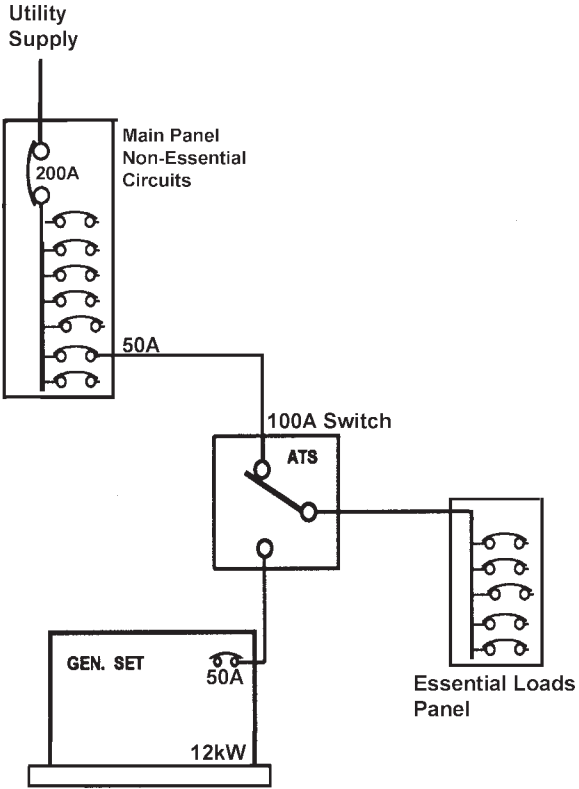 Utility
Supply
Main Panel
Non-Essential
Circuits
200A
50A
100A Switch
ATS
GEN. SET
50A
12kW
Essential Loads
Panel